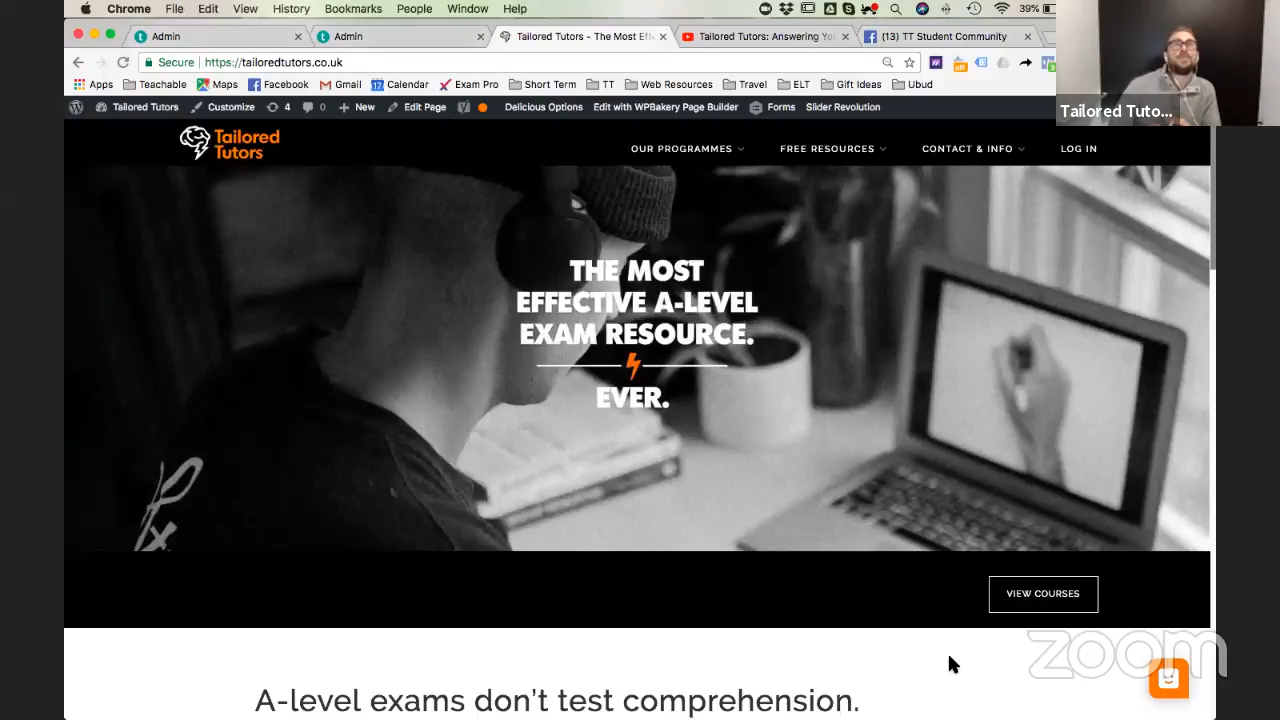 Chrome File Edit View History Bookmarks People Window Help 39%
Admin Admin Tailored Tutors - The Most Effe Tailored Tutors: Answering Yo (13) TT Student Community
Secure https://tailoredtutors.co.uk
Apps Teachable Maps Facebook Gmail Calendar Exam Pro Short Term TT Web Resources Travel ELT Gift Ideas Ubud
Tailored Tutors Customize 4 0 New Edit Page Delicious Options Edit with WPBakery Page Builder Forms Slider Revolution
Tailored Tuto...
Tailored
Tutors
OUR PROGRAMMES FREE RESOURCES CONTACT & INFO LOG IN
THE MOST
EFFECTIVE A-LEVEL
EXAM RESOURCE.
EVER.
VIEW COURSES
zoom
A-level exams don't test comprehension.